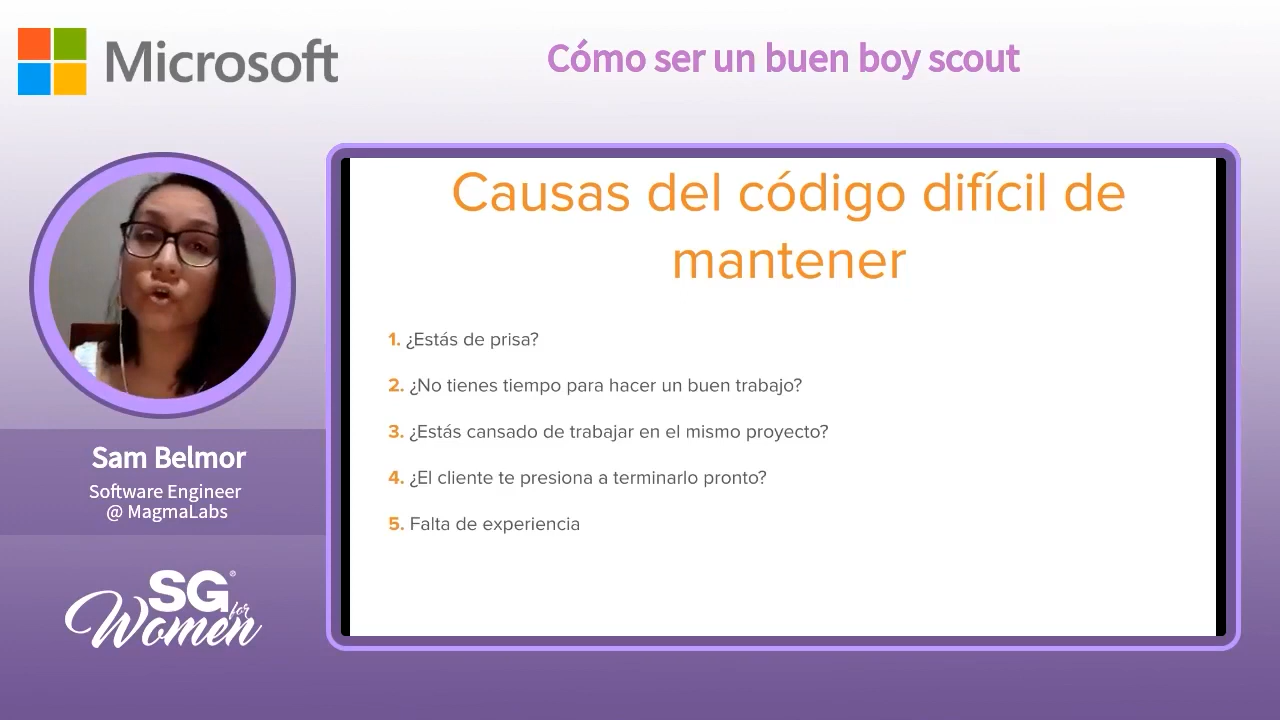 Microsoft
Cómo ser un buen boy scout
Causas del código difícil de
mantener
1. ¿Estás de prisa?
2. ¿No tienes tiempo para hacer un buen trabajo?
3. ¿Estás cansado de trabajar en el mismo proyecto?
4. ¿El cliente te presiona a terminarlo pronto?
5. Falta de experiencia
Sam Belmor
Software Engineer
@ MagmaLabs
SG®
for
Women